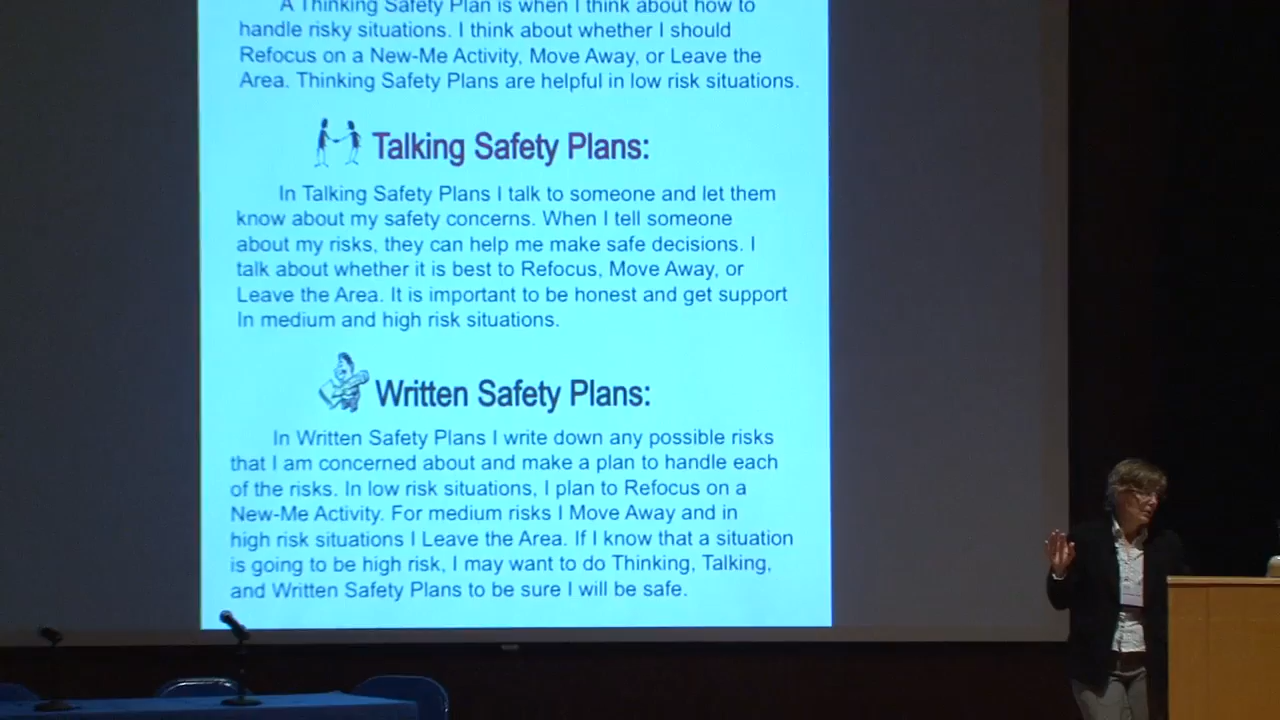 A Thinking Safety Plan is when I think about how to
handle risky situations. I think about whether I should
Refocus on a New-Me Activity, Move Away, or Leave the
Area. Thinking Safety Plans are helpful in low risk situations.
Talking Safety Plans:
In Talking Safety Plans I talk to someone and let them
know about my safety concerns. When I tell someone
about my risks, they can help me make safe decisions. I
talk about whether it is best to Refocus, Move Away, or
Leave the Area. It is important to be honest and get support
In medium and high risk situations.
Written Safety Plans:
In Written Safety Plans I write down any possible risks
that I am concerned about and make a plan to handle each
of the risks. In low risk situations, I plan to Refocus on a
New-Me Activity. For medium risks I Move Away and in
high risk situations I Leave the Area. If I know that a situation
is going to be high risk, I may want to do Thinking, Talking,
and Written Safety Plans to be sure I will be safe.